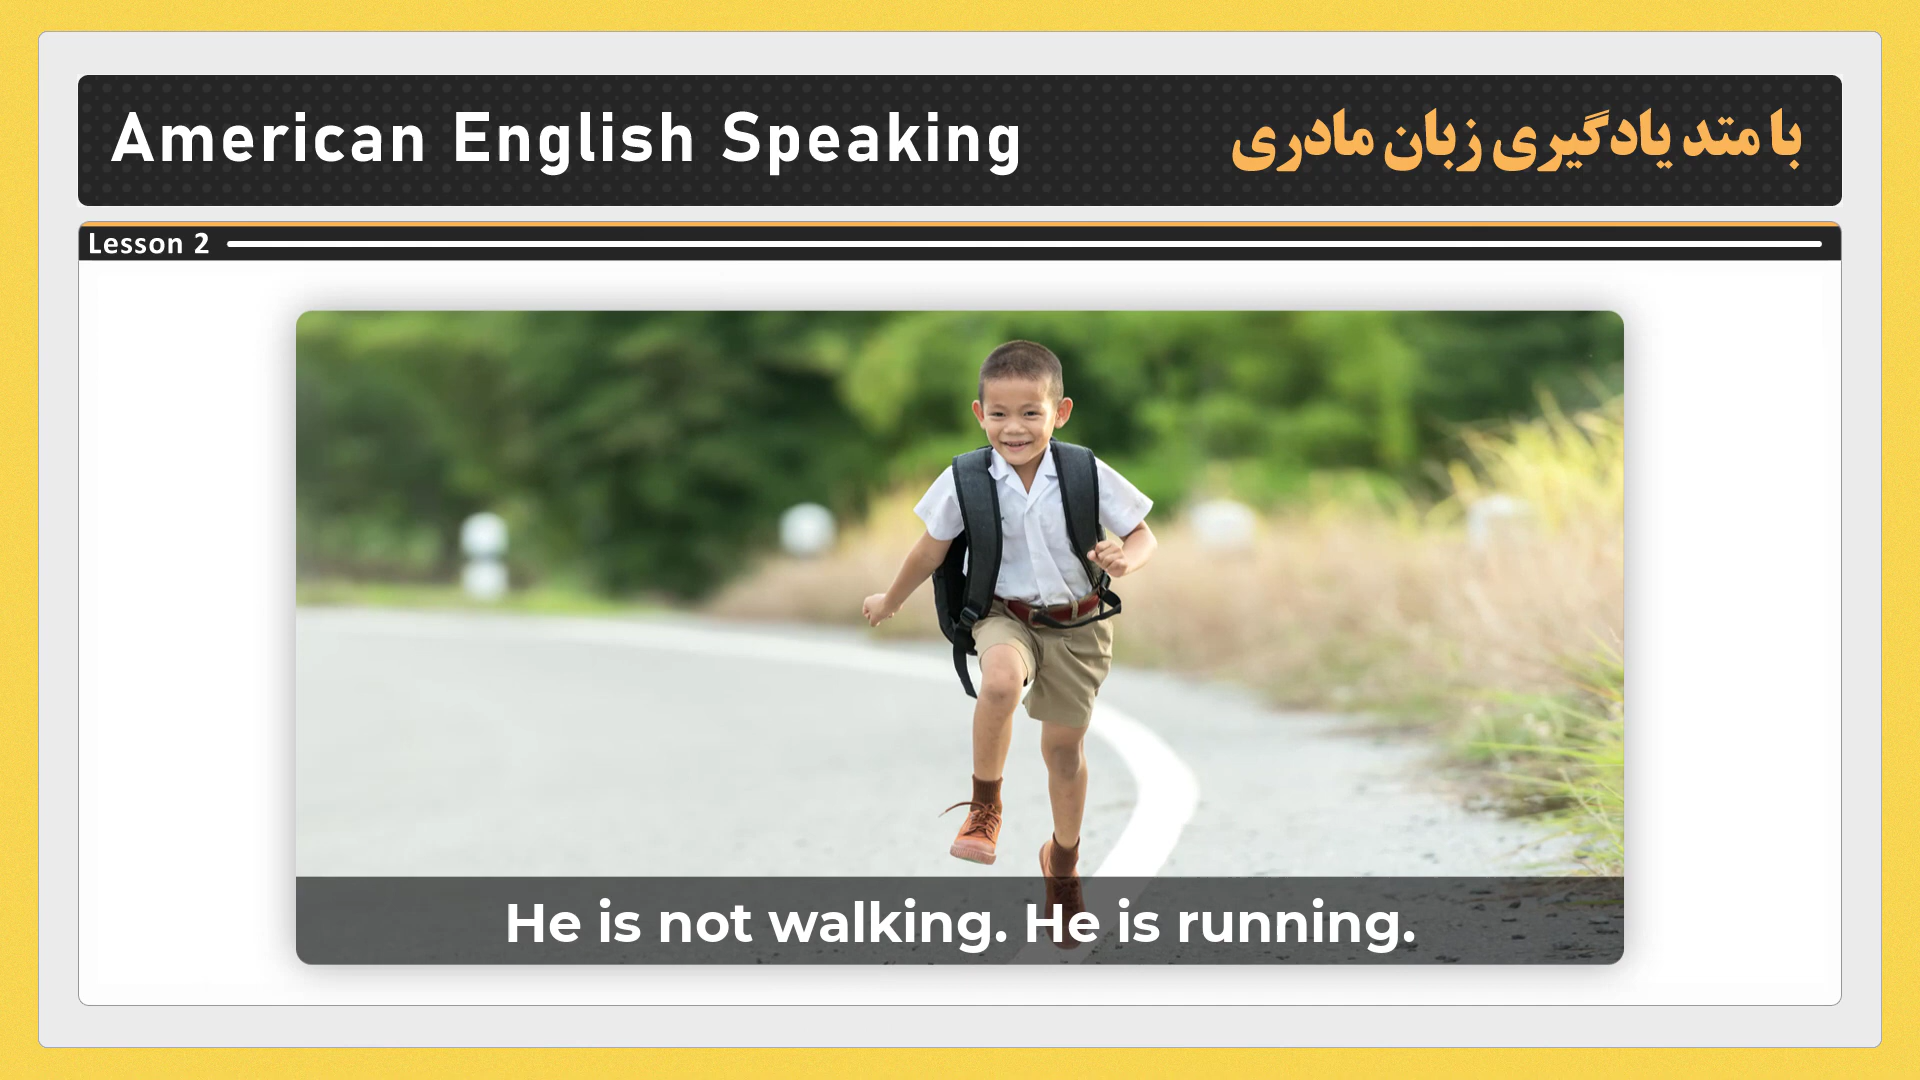 American English Speaking
با متد یادگیری زبان مادری
Lesson 2
He is not walking. He is running.